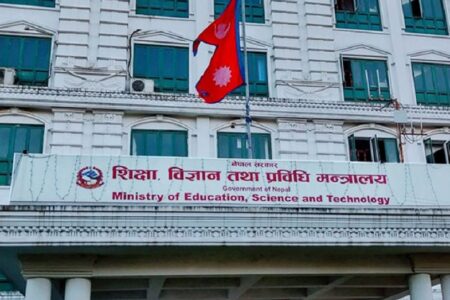 नेपाल सरकार
शिक्षा, विज्ञान तथा प्रविधि मन्त्रालय
Government of Nepal
Ministry of Education, Science and Technology